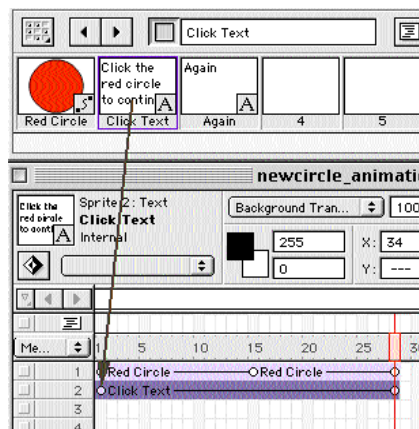 Click Text
Click the
red circle
to contin
A
Again
A
Red Circle
Click Text
Again
4
5
newcircle_animati
Click the
red circle
to conti
A
Sprite 2: Text
Click Text
Internal
Background Tran...
100
255
X: 34
0
Y: ---
1 5 10 15 20 25 30
Me...
1 Red Circle Red Circle
2 Click Text
3
4